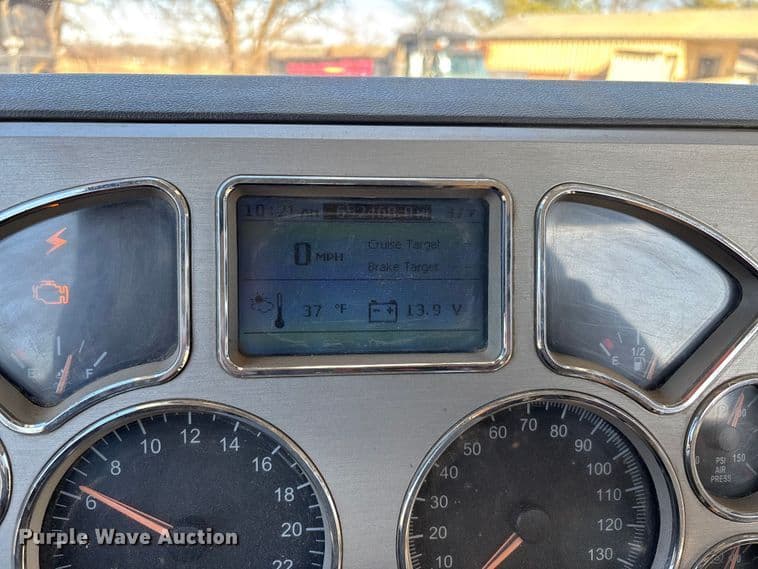 0 MPH
Cruise Target --
Brake Target --
37 °F
13.9 V
E F
E 1/2
6 8 10 12 14 16 18 20 22
10 20 30 40 50 60 70 80 90 100 110 120 130
PSI 150
AIR
PRESS
Purple Wave Auction